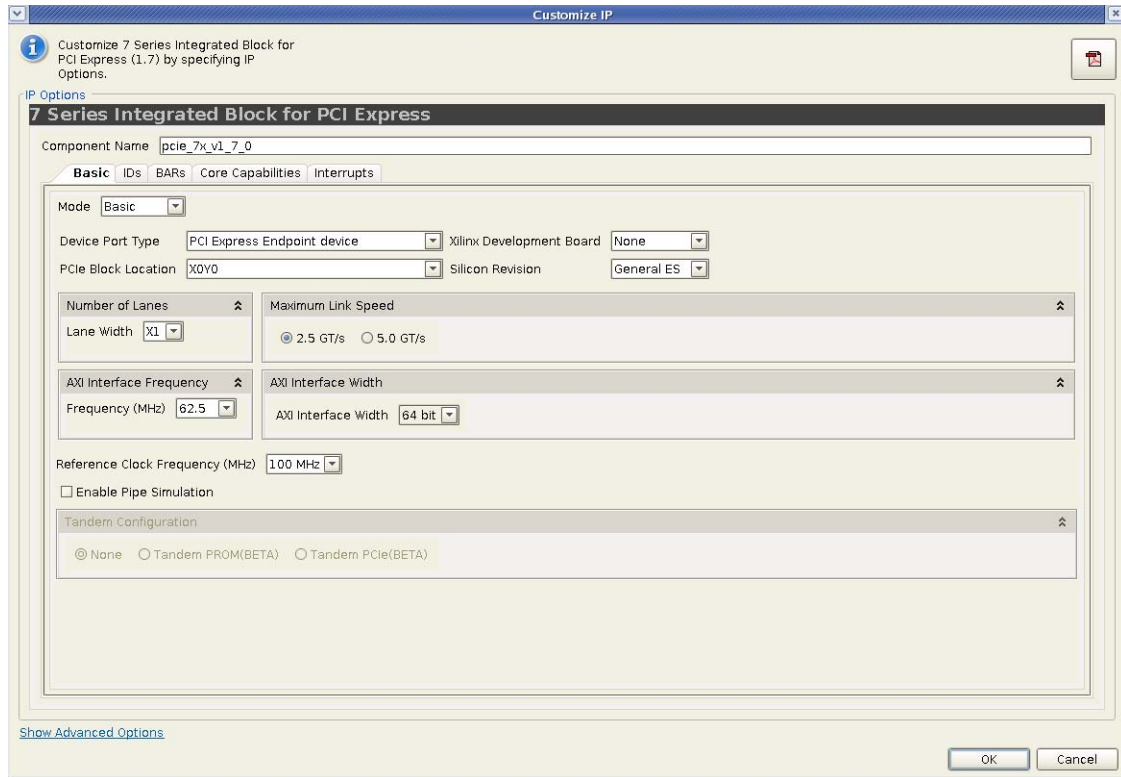 Customize IP
Customize 7 Series Integrated Block for
PCI Express (1.7) by specifying IP
Options.
IP Options
7 Series Integrated Block for PCI Express
Component Name pcie_7x_v1_7_0
Basic IDs BARs Core Capabilities Interrupts
Mode Basic
Device Port Type PCI Express Endpoint device Xilinx Development Board None
PCIe Block Location X0Y0 Silicon Revision General ES
Number of Lanes Maximum Link Speed
Lane Width X1 2.5 GT/s 5.0 GT/s
AXI Interface Frequency AXI Interface Width
Frequency (MHz) 62.5 AXI Interface Width 64 bit
Reference Clock Frequency (MHz) 100 MHz
Enable Pipe Simulation
Tandem Configuration
None Tandem PROM(BETA) Tandem PCIe(BETA)
Show Advanced Options
OK Cancel